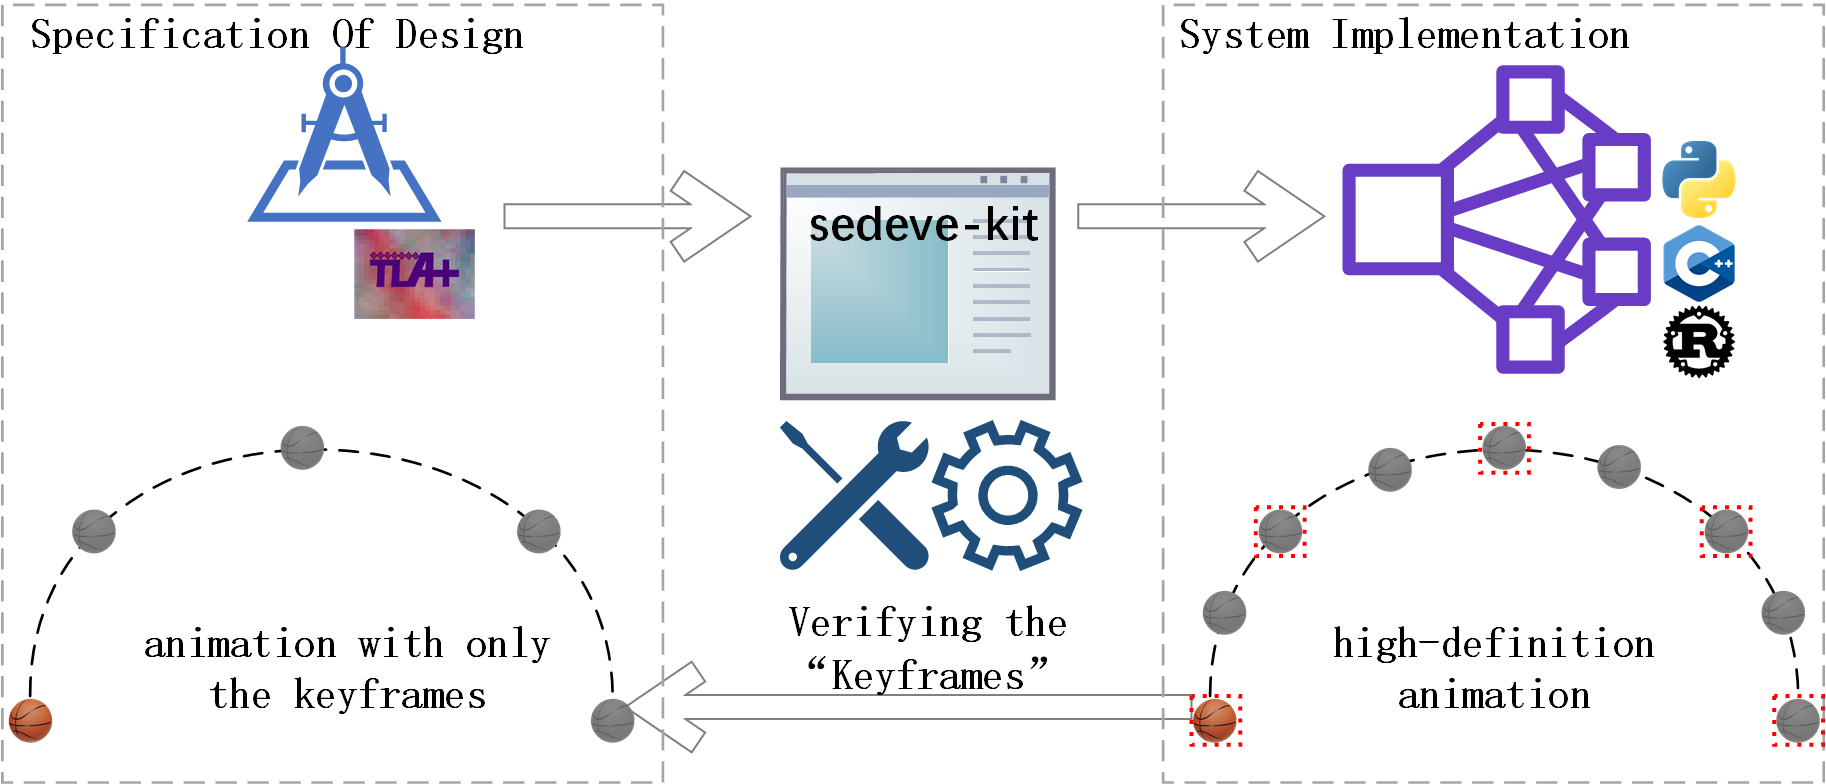 Specification Of Design
System Implementation
TLA+
sedeve-kit
C++
R
Verifying the
“Keyframes”
animation with only
the keyframes
high-definition
animation